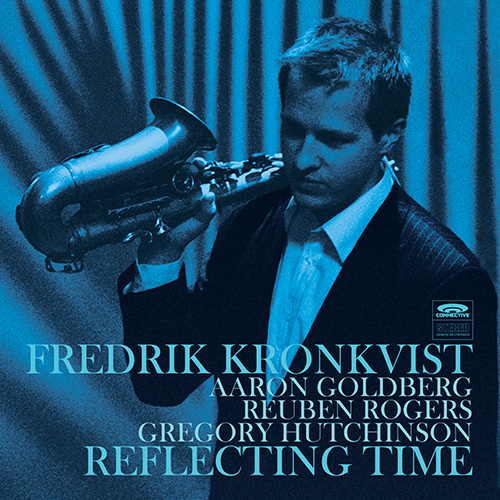 CONNECTIVE
STEREO
FREDRIK KRONKVIST
AARON GOLDBERG
REUBEN ROGERS
GREGORY HUTCHINSON
REFLECTING TIME